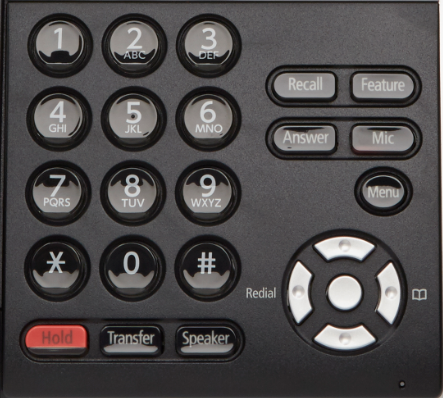 1 2 3
ABC DEF
Recall Feature
4 5 6
GHI JKL MNO
Answer Mic
7 8 9
PQRS TUV WXYZ
Menu
* 0 #
Redial
Hold Transfer Speaker